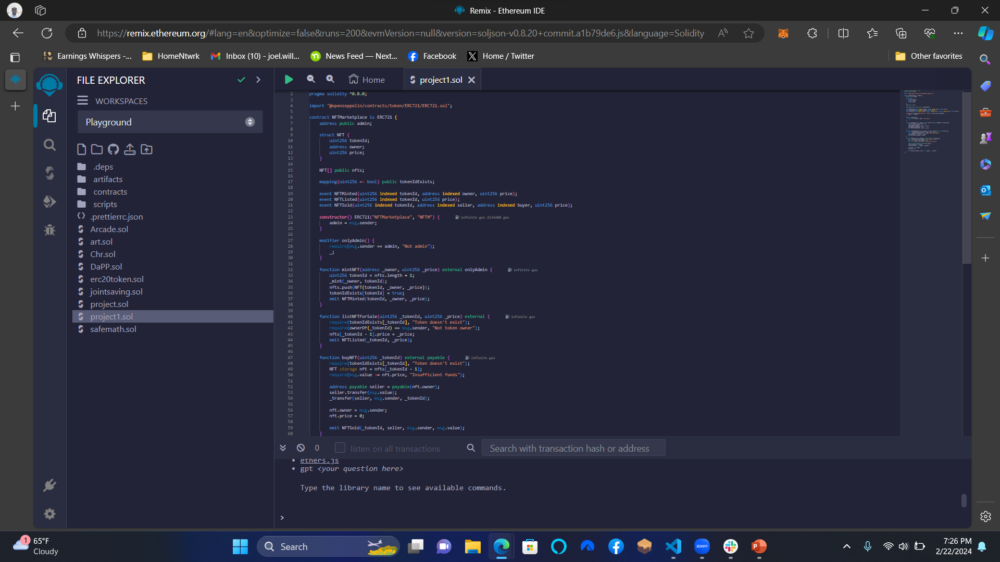 Remix - Ethereum IDE
https://remix.ethereum.org/#lang=en&optimize=false&runs=200&evmVersion=null&version=soljson-v0.8.20+commit.a1b79de6.js&language=Solidity
Earnings Whispers -...
HomeNtwrk
Inbox (10) - joel.will...
News Feed — Next...
Facebook
Home / Twitter
Other favorites
FILE EXPLORER
WORKSPACES
Playground
.deps
artifacts
contracts
scripts
.prettierrc.json
Arcade.sol
art.sol
Chr.sol
DaPP.sol
erc20token.sol
jointsaving.sol
project.sol
project1.sol
safemath.sol
Home
project1.sol
2 pragma solidity ^0.8.0;
3
4 import "@openzeppelin/contracts/token/ERC721/ERC721.sol";
5
6 contract NFTMarketplace is ERC721 {
7 address public admin;
8
9 struct NFT {
10 uint256 tokenId;
11 address owner;
12 uint256 price;
13 }
14
15 NFT[] public nfts;
16
17 mapping(uint256 => bool) public tokenIdExists;
18
19 event NFTMinted(uint256 indexed tokenId, address indexed owner, uint256 price);
20 event NFTListed(uint256 indexed tokenId, uint256 price);
21 event NFTSold(uint256 indexed tokenId, address indexed seller, address indexed buyer, uint256 price);
22
23 constructor() ERC721("NFTMarketplace", "NFTM") { infinite gas 2134200 gas
24 admin = msg.sender;
25 }
26
27 modifier onlyAdmin() {
28 require(msg.sender == admin, "Not admin");
29 _;
30 }
31
32 function mintNFT(address _owner, uint256 _price) external onlyAdmin { infinite gas
33 uint256 tokenId = nfts.length + 1;
34 _mint(_owner, tokenId);
35 nfts.push(NFT(tokenId, _owner, _price));
36 tokenIdExists[tokenId] = true;
37 emit NFTMinted(tokenId, _owner, _price);
38 }
39
40 function listNFTForSale(uint256 _tokenId, uint256 _price) external { infinite gas
41 require(tokenIdExists[_tokenId], "Token doesn't exist");
42 require(ownerOf(_tokenId) == msg.sender, "Not token owner");
43 nfts[_tokenId - 1].price = _price;
44 emit NFTListed(_tokenId, _price);
45 }
46
47 function buyNFT(uint256 _tokenId) external payable { infinite gas
48 require(tokenIdExists[_tokenId], "Token doesn't exist");
49 NFT storage nft = nfts[_tokenId - 1];
50 require(msg.value >= nft.price, "Insufficient funds");
51
52 address payable seller = payable(nft.owner);
53 seller.transfer(msg.value);
54 _transfer(seller, msg.sender, _tokenId);
55
56 nft.owner = msg.sender;
57 nft.price = 0;
58
59 emit NFTSold(_tokenId, seller, msg.sender, msg.value);
60 }
0
listen on all transactions
Search with transaction hash or address
• ethers.js
• gpt <your question here>
Type the library name to see available commands.
>
1
65°F
Cloudy
Search
zoom
7:26 PM
2/22/2024